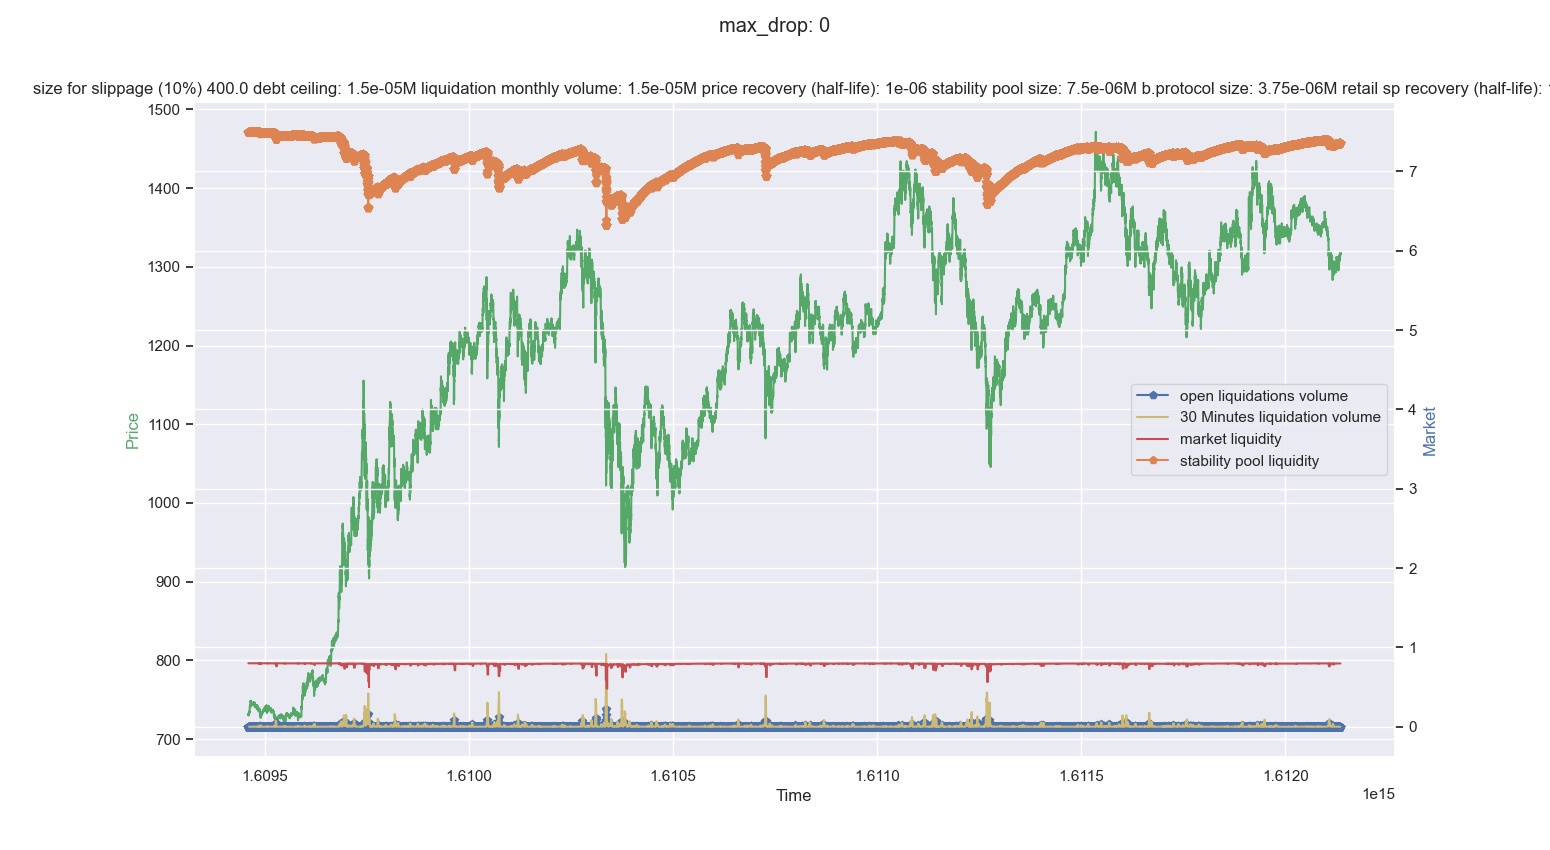 max_drop: 0
size for slippage (10%) 400.0 debt ceiling: 1.5e-05M liquidation monthly volume: 1.5e-05M price recovery (half-life): 1e-06 stability pool size: 7.5e-06M b.protocol size: 3.75e-06M retail sp recovery (half-life):
1500
1400
1300
1200
1100
1000
900
800
700
Price
7
6
5
4
3
2
1
0
Market
open liquidations volume
30 Minutes liquidation volume
market liquidity
stability pool liquidity
1.6095
1.6100
1.6105
1.6110
1.6115
1.6120
Time
1e15